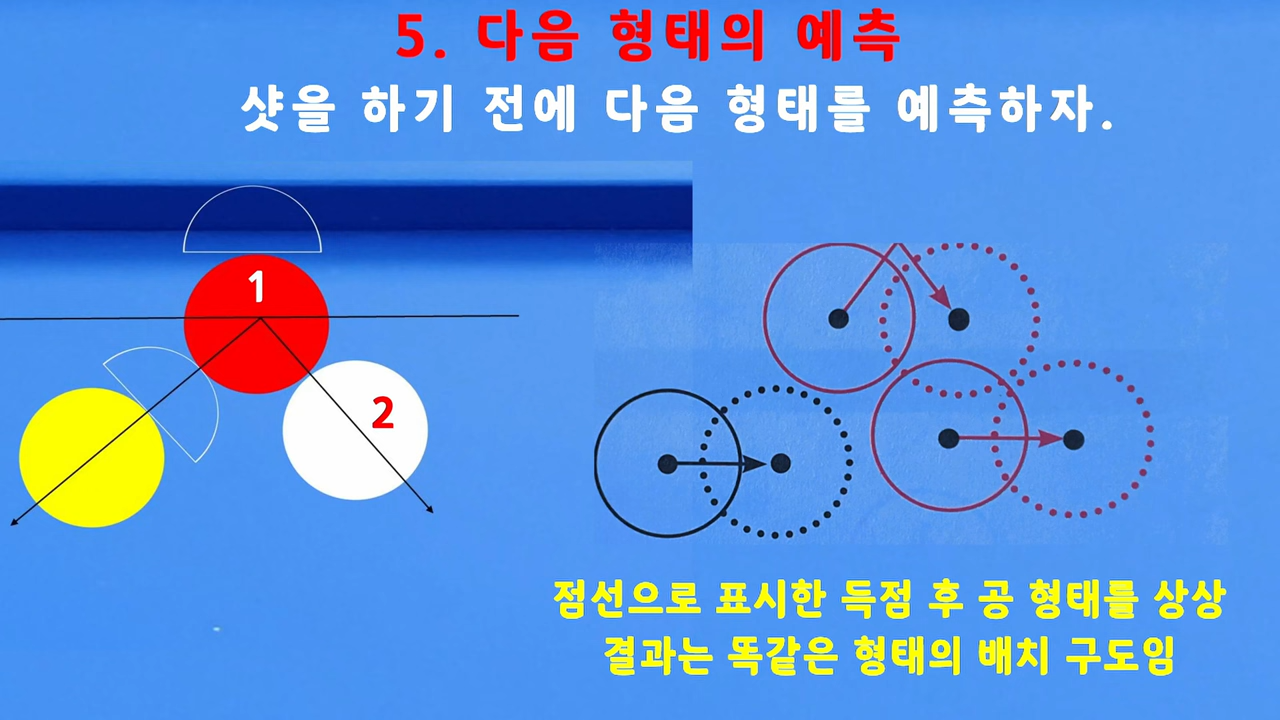 5. 다음 형태의 예측
샷을 하기 전에 다음 형태를 예측하자.
1
2
점선으로 표시한 득점 후 공 형태를 상상
결과는 똑같은 형태의 배치 구도임